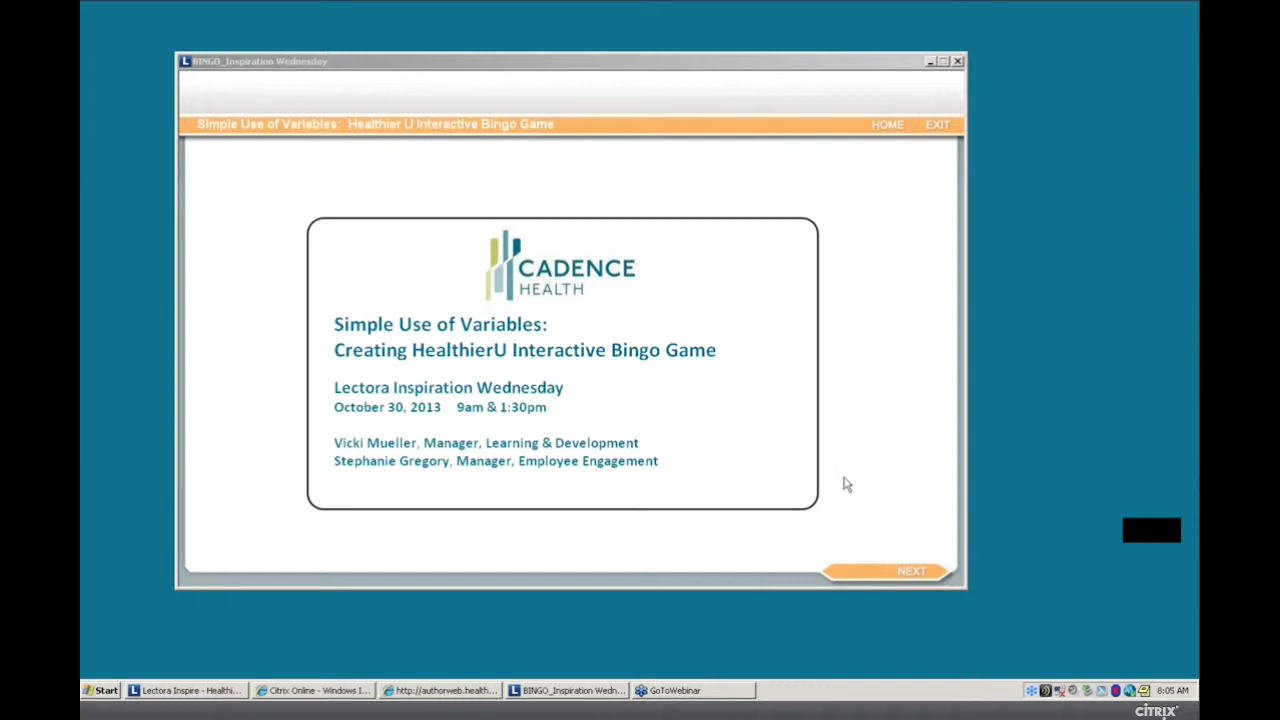 BINGO_Inspiration Wednesday
Simple Use of Variables: Healthier U Interactive Bingo Game
HOME EXIT
CADENCE
HEALTH
Simple Use of Variables:
Creating HealthierU Interactive Bingo Game
Lectora Inspiration Wednesday
October 30, 2013 9am & 1:30pm
Vicki Mueller, Manager, Learning & Development
Stephanie Gregory, Manager, Employee Engagement
NEXT
Start Lectora Inspire - Healthi... Citrix Online - Windows I... http://authorweb.health... BINGO_Inspiration Wedn... GoToWebinar 8:05 AM
CITRIX